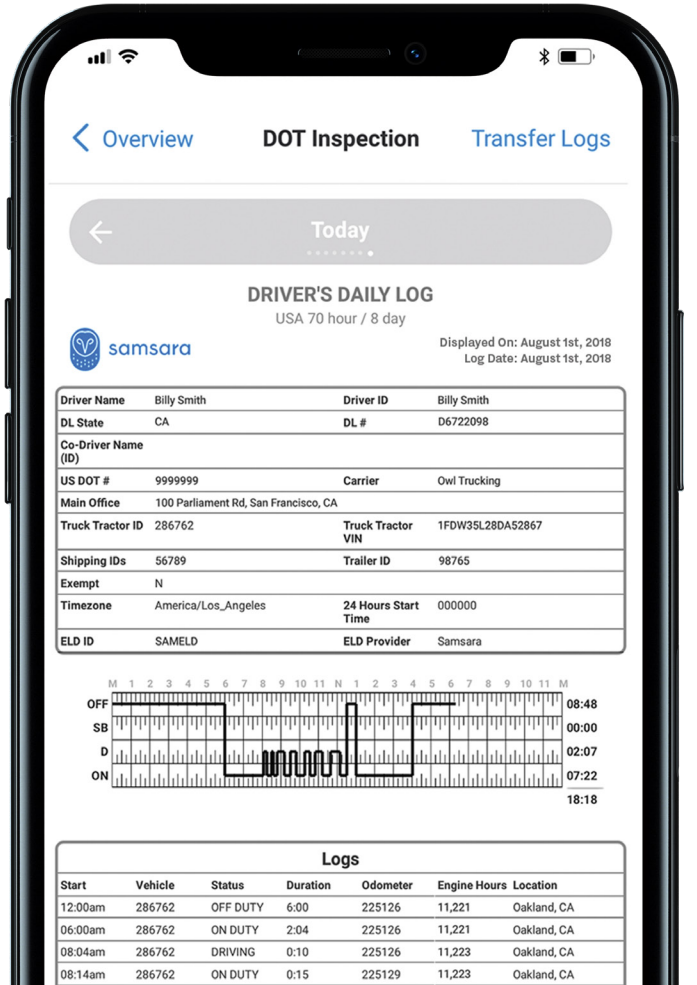 Overview DOT Inspection Transfer Logs
Today
DRIVER'S DAILY LOG
USA 70 hour / 8 day
samsara
Displayed On: August 1st, 2018
Log Date: August 1st, 2018
Driver Name Billy Smith Driver ID Billy Smith
DL State CA DL # D6722098
Co-Driver Name
(ID)
US DOT # 9999999 Carrier Owl Trucking
Main Office 100 Parliament Rd, San Francisco, CA
Truck Tractor ID 286762 Truck Tractor 1FDW35L28DA52867
VIN
Shipping IDs 56789 Trailer ID 98765
Exempt N
Timezone America/Los_Angeles 24 Hours Start 000000
Time
ELD ID SAMELD ELD Provider Samsara
M 1 2 3 4 5 6 7 8 9 10 11 N 1 2 3 4 5 6 7 8 9 10 11 M
OFF 08:48
SB 00:00
D 02:07
ON 07:22
18:18
Logs
Start Vehicle Status Duration Odometer Engine Hours Location
12:00am 286762 OFF DUTY 6:00 225126 11,221 Oakland, CA
06:00am 286762 ON DUTY 2:04 225126 11,221 Oakland, CA
08:04am 286762 DRIVING 0:10 225126 11,223 Oakland, CA
08:14am 286762 ON DUTY 0:15 225129 11,223 Oakland, CA